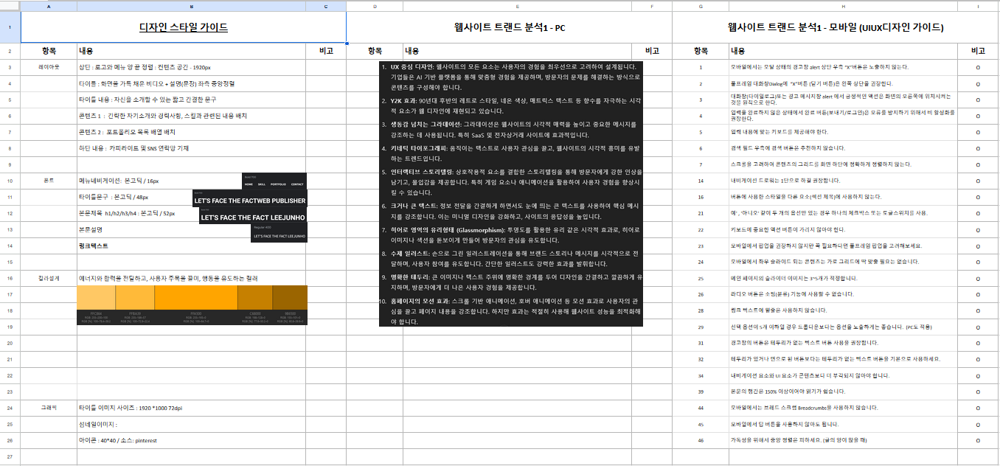 A B C D E F G H I
1 디자인 스타일 가이드
2 항목 내용 비고
3 레이아웃 상단 : 로고와 메뉴 양 끝 정렬 : 컨텐츠 공간 - 1920px
4 타이틀 : 화면을 가득 채운 비디오 + 설명(문장) 좌측 중앙정렬
5 타이틀 내용 : 자신을 소개할 수 있는 짧고 간결한 문구
6 콘텐츠 1 : 간략한 자기소개와 경력사항, 스킬과 관련된 내용 배치
7 콘텐츠 2 : 포트폴리오 목록 배열 배치
8 하단 내용 : 카피라이트 및 SNS 연락망 기재
9
10 폰트 메뉴네비게이션: 본고딕 / 16px
HOME SKILL PORTFOLIO CONTACT
11 타이틀문구 : 본고딕 / 48px
LET'S FACE THE FACTWEB PUBLISHER
12 본문제목 h1/h2/h3/h4 : 본고딕 / 52px
LET'S FACE THE FACT LEEJUNHO
13 본문설명
Regular 400
LET'S FACE THE FACT LEEJUNHO
14 링크텍스트
15
16 컬러설계 에너지와 활력을 전달하고, 사용자 주목을 끌며, 행동을 유도하는 컬러
17
18
19
20
21
22
23
24 그래픽 타이틀 이미지 사이즈 : 1920 *1000 72dpi
25 섬네일이미지 :
26 아이콘 : 40*40 / 소스: pinterest
27
웹사이트 트랜드 분석1 - PC
항목 내용 비고
1. UX 중심 디자인: 웹사이트의 모든 요소는 사용자의 경험을 최우선으로 고려하여 설계됩니다.
기업들은 AI 기반 플랫폼을 통해 맞춤형 경험을 제공하며, 방문자의 문제를 해결하는 방식으로
콘텐츠를 구성해야 합니다.
2. Y2K 효과: 90년대 후반의 레트로 스타일, 네온 색상, 매트릭스 텍스트 등 향수를 자극하는 시각
적 요소가 웹 디자인에 재현되고 있습니다.
3. 생동감 넘치는 그라데이션: 그라데이션은 웹사이트의 시각적 매력을 높이고 중요한 메시지를
강조하는 데 사용됩니다. 특히 SaaS 및 전자상거래 사이트에 효과적입니다.
4. 키네틱 타이포그래피: 움직이는 텍스트로 사용자 관심을 끌고, 웹사이트의 시각적 흥미를 유발
하는 트렌드입니다.
5. 인터랙티브 스토리텔링: 상호작용적 요소를 결합한 스토리텔링을 통해 방문자에게 강한 인상을
남기고, 몰입감을 제공합니다. 특히 게임 요소나 애니메이션을 활용하여 사용자 경험을 향상시
킬 수 있습니다.
6. 크거나 큰 텍스트: 정보 전달을 간결하게 하면서도 눈에 띄는 큰 텍스트를 사용하여 핵심 메시
지를 강조합니다. 이는 미니멀 디자인을 강화하고, 사이트의 응답성을 높입니다.
7. 히어로 영역의 유리형태 (Glassmorphism): 투명도를 활용한 유리 같은 시각적 효과로, 히어로
이미지나 섹션을 돋보이게 만들어 방문자의 관심을 유도합니다.
8. 수제 일러스트: 손으로 그린 일러스트레이션을 통해 브랜드 스토리나 메시지를 시각적으로 전
달하며, 사용자 참여를 유도합니다. 간단한 일러스트도 강력한 효과를 발휘합니다.
9. 명확한 테두리: 큰 이미지나 텍스트 주위에 명확한 경계를 두어 디자인을 간결하고 깔끔하게 유
지하며, 방문자에게 더 나은 사용자 경험을 제공합니다.
10. 홈페이지의 모션 효과: 스크롤 기반 애니메이션, 호버 애니메이션 등 모션 효과로 사용자의 관
심을 끌고 페이지 내용을 강조합니다. 하지만 효과는 적절히 사용해 웹사이트 성능을 최적화해
야 합니다.
웹사이트 트랜드 분석1 - 모바일 (UIUX디자인 가이드)
항목 내용 비고
1 모바일에서는 모달 상태의 경고창 alert 상단 우측 "X"버튼은 노출하지 않는다. O
2 풀프레임 대화창Dialog에 "X"버튼 (닫기 버튼)은 왼쪽 상단을 권장한다. O
3 대화창(다이얼로그)또는 경고 메시지창 alert 에서 긍정적인 액션은 화면의 오른쪽에 위치시켜는
것을 원칙으로 한다. O
4 입력을 완료하지 않은 상태에서 완료 버튼(보내기/로그인)은 오류를 방지하기 위해서 비 활성화를
권장한다. O
5 입력 내용에 맞는 키보드를 제공해야 한다. O
6 검색 필드 우측에 검색 버튼은 추천하지 않습니다. O
7 스크롤을 고려하여 콘텐츠의 그리드를 화면 하단에 정확하게 정렬하지 않는다. O
14 내비게이션 드로워는 1단으로 하길 권장합니다. O
16 버튼에 사용한 스타일을 다른 요소(섹션 제목)에 사용하지 않는다. O
21 예' , '아니오' 같이 두 개의 옵션만 있는 경우 하나의 체크박스 또는 토글스위치를 사용. O
22 키보드에 중요한 액션 버튼이 가리지 않아야 한다. O
23 모바일에서 팝업을 권장하지 않지만 꼭 필요하다면 풀프레임 팝업을 고려해보세요. O
24 모바일에서 좌우 슬라이드 되는 콘텐츠는 가로 그리드에 딱 맞출 필요는 없습니다. O
25 메인 페이지의 슬라이더 이미지는 3~5개가 적정합니다. O
26 라디오 버튼은 소팅(분류) 기능에 사용할 수 없습니다. O
28 링크 텍스트에 밑줄은 사용하지 않습니다. O
29 선택 옵션이 5개 이하일 경우 드롭다운보다는 옵션을 노출하게는 좋습니다. (PC도 적용) O
31 경고창의 버튼은 테두리가 없는 텍스트 버튼 사용을 권장합니다. O
32 테두리가 있거나 면으로 된 버튼보다는 테두리가 없는 텍스트 버튼을 기본으로 사용하세요. O
34 내비게이션 요소와 UI 요소가 콘텐츠보다 더 부각되지 않아야 합니다. O
39 본문의 행간은 150% 이상이어야 읽기가 쉽습니다. O
44 모바일에서는 브레드 스크럼 Breadcrumbs을 사용하지 않습니다. O
45 모바일에서 탑 버튼을 사용하지 않아도 됩니다. O
46 가독성을 위해서 중앙 정렬은 피하세요. (글의 양이 많을 때) O